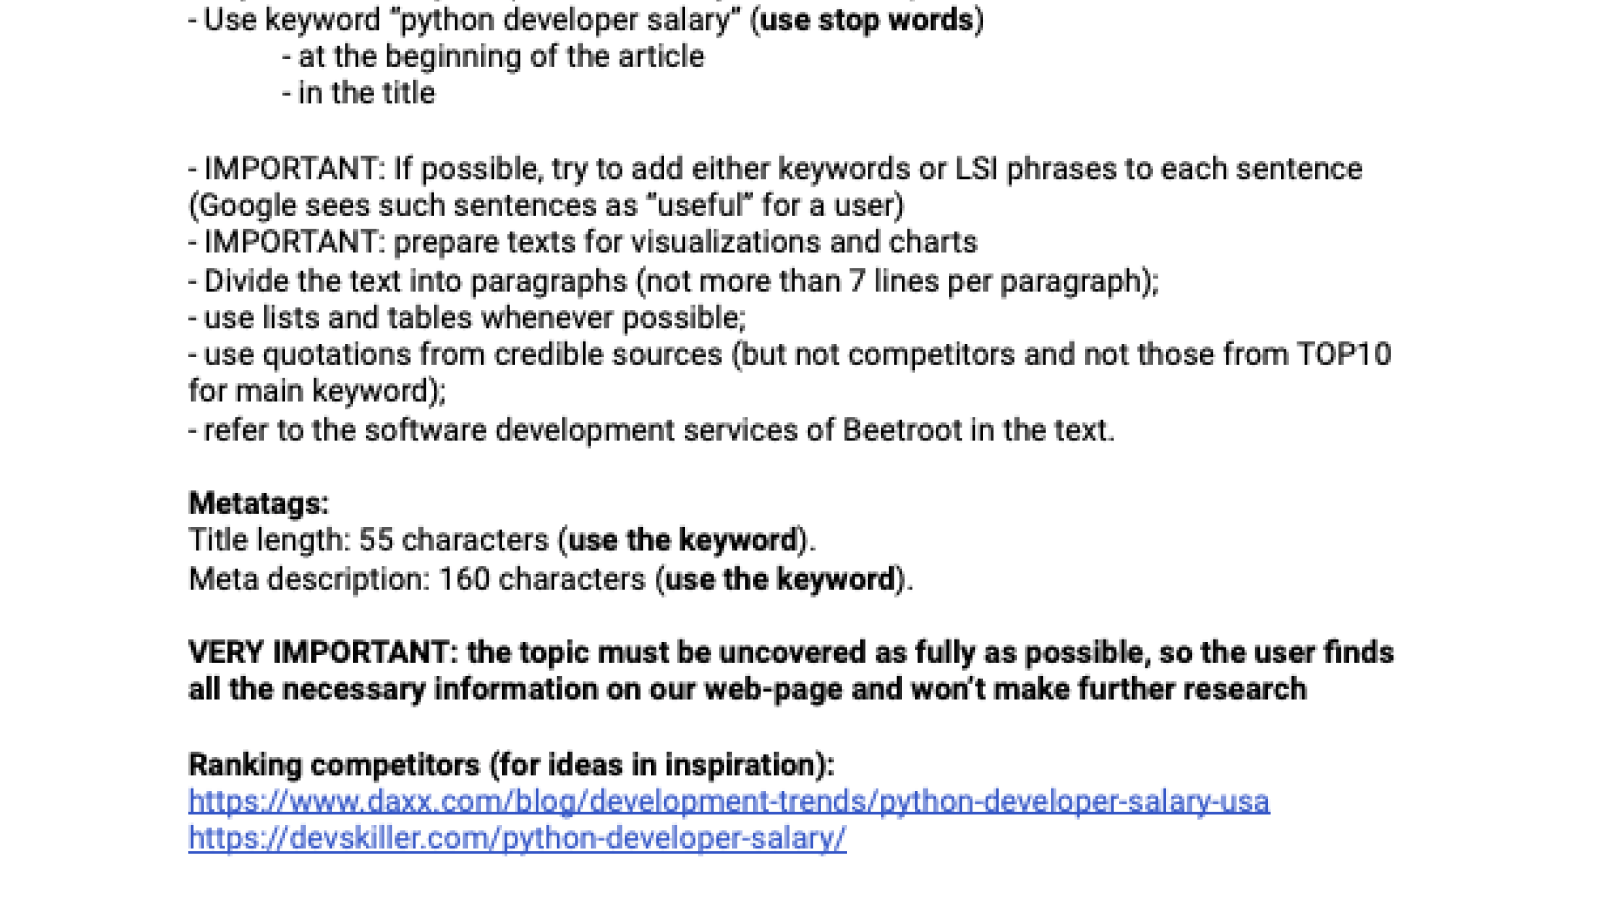 - Use keyword “python developer salary” (use stop words)
- at the beginning of the article
- in the title
- IMPORTANT: If possible, try to add either keywords or LSI phrases to each sentence
(Google sees such sentences as “useful” for a user)
- IMPORTANT: prepare texts for visualizations and charts
- Divide the text into paragraphs (not more than 7 lines per paragraph);
- use lists and tables whenever possible;
- use quotations from credible sources (but not competitors and not those from TOP10
for main keyword);
- refer to the software development services of Beetroot in the text.
Metatags:
Title length: 55 characters (use the keyword).
Meta description: 160 characters (use the keyword).
VERY IMPORTANT: the topic must be uncovered as fully as possible, so the user finds
all the necessary information on our web-page and won’t make further research
Ranking competitors (for ideas in inspiration):
https://www.daxx.com/blog/development-trends/python-developer-salary-usa
https://devskiller.com/python-developer-salary/